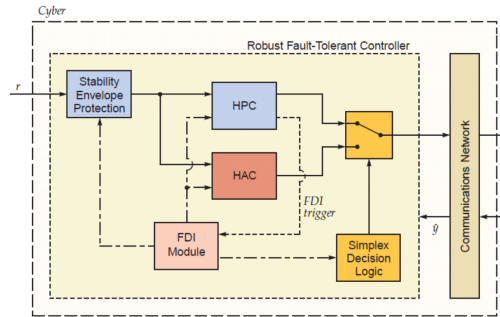 Cyber
Robust Fault-Tolerant Controller
r
Stability
Envelope
Protection
HPC
HAC
FDI
trigger
FDI
Module
Simplex
Decision
Logic
ŷ
Communications Network